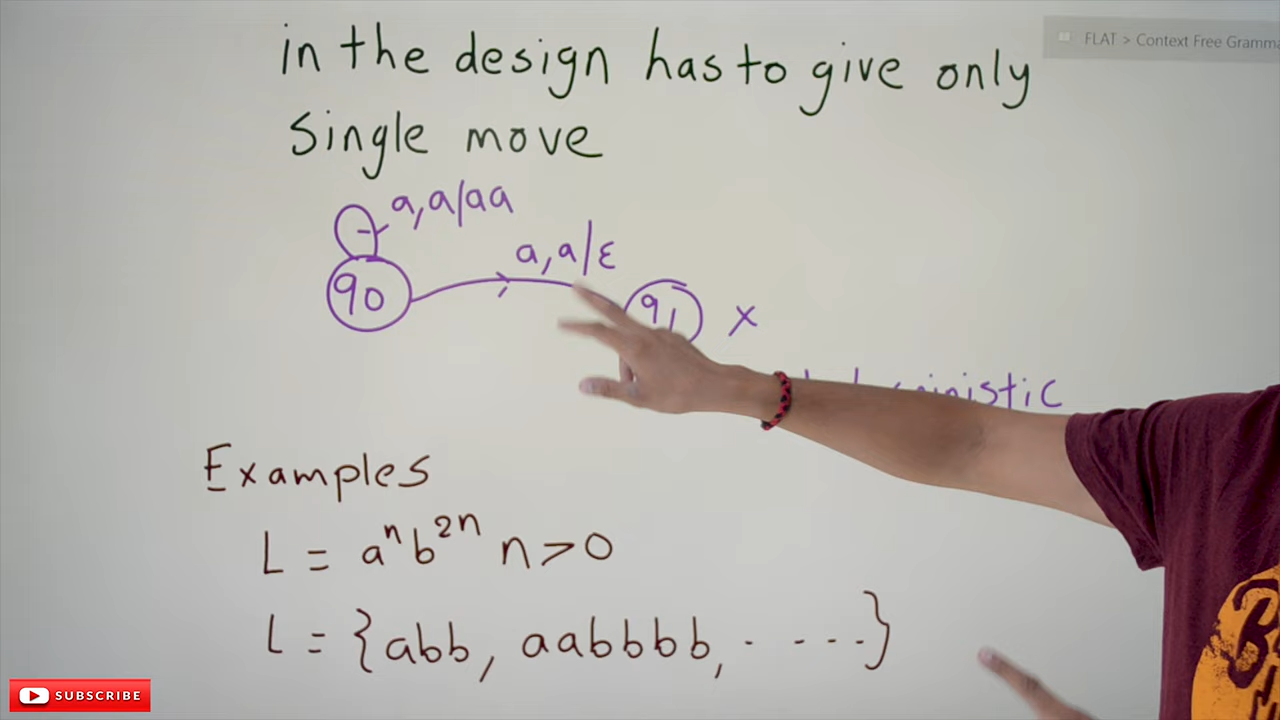 FLAT > Context Free Gramma
in the design has to give only
single move
a,a/aa
a,a/ε
q0
q1 x
Examples
L = aⁿb²ⁿ n>0
L = {abb, aabbbb, - - - -}
SUBSCRIBE